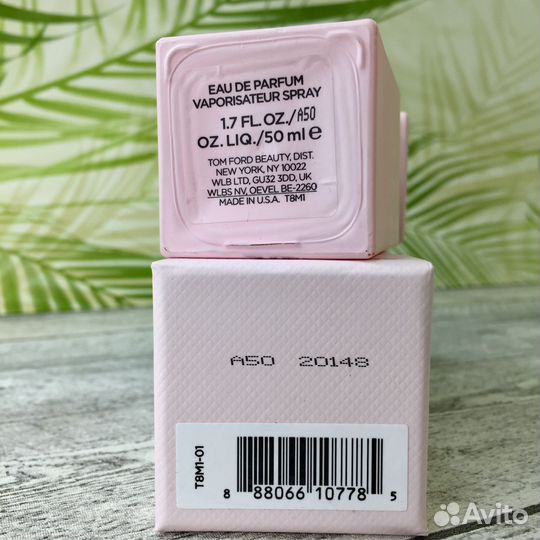 EAU DE PARFUM
VAPORISATEUR SPRAY
1.7 FL. OZ./A50
OZ. LIQ./50 ml e
TOM FORD BEAUTY, DIST.
NEW YORK, NY 10022
WLB LTD, GU32 3DD, UK
WLBS NV, OEVEL BE-2260
MADE IN U.S.A. T8M1
A50 20148
T8M1-01
8 88066 10778 5
Avito